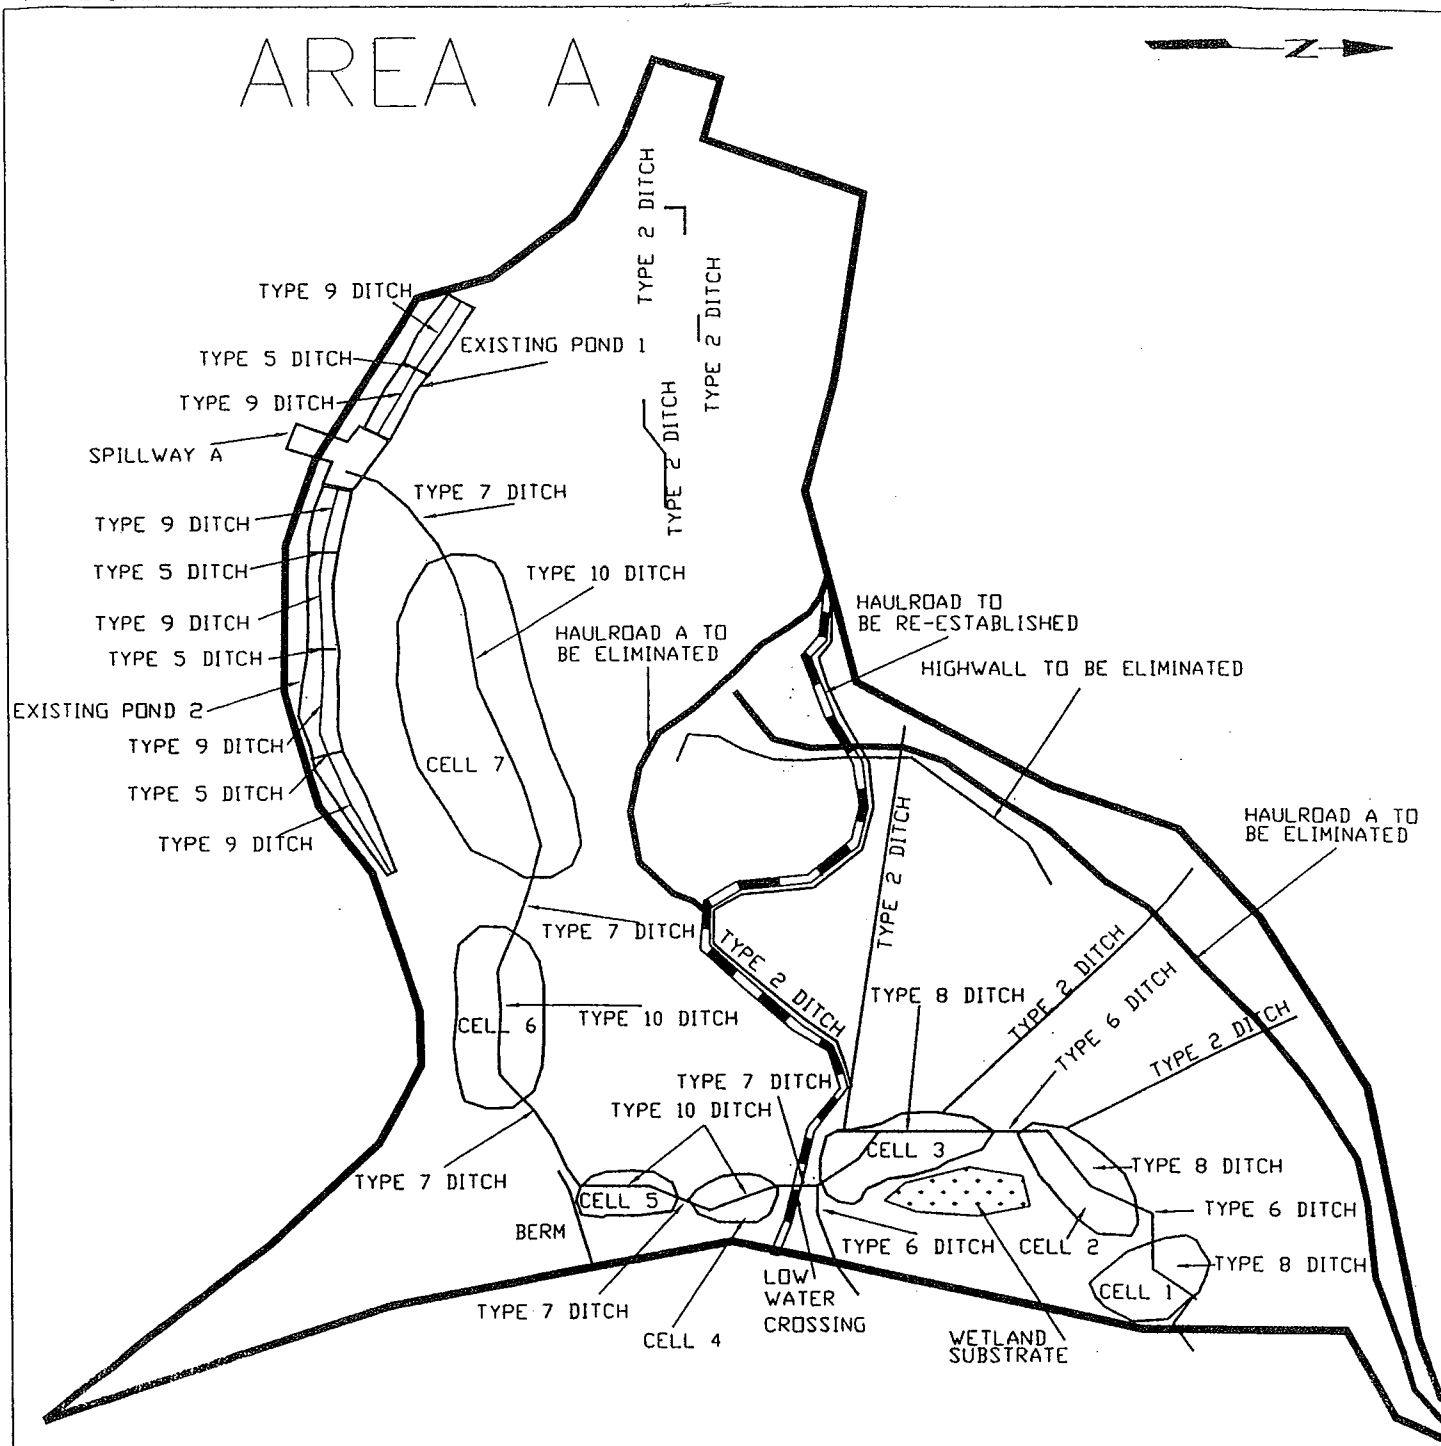 AREA A
N
TYPE 2 DITCH
TYPE 9 DITCH
TYPE 2 DITCH
EXISTING POND 1
TYPE 5 DITCH
TYPE 9 DITCH
TYPE 2 DITCH
SPILLWAY A
TYPE 7 DITCH
TYPE 9 DITCH
TYPE 5 DITCH
TYPE 10 DITCH
TYPE 9 DITCH
HAULROAD TO
BE RE-ESTABLISHED
HAULROAD A TO
BE ELIMINATED
TYPE 5 DITCH
HIGHWALL TO BE ELIMINATED
EXISTING POND 2
TYPE 9 DITCH
CELL 7
TYPE 5 DITCH
TYPE 2 DITCH
HAULROAD A TO
BE ELIMINATED
TYPE 9 DITCH
TYPE 7 DITCH
TYPE 2 DITCH
TYPE 2 DITCH
TYPE 8 DITCH
TYPE 6 DITCH
TYPE 2 DITCH
CELL 6
TYPE 10 DITCH
TYPE 7 DITCH
TYPE 10 DITCH
CELL 3
TYPE 8 DITCH
TYPE 7 DITCH
CELL 5
TYPE 6 DITCH
BERM
TYPE 6 DITCH
CELL 2
TYPE 8 DITCH
LOW
WATER
CROSSING
CELL 1
TYPE 7 DITCH
CELL 4
WETLAND
SUBSTRATE